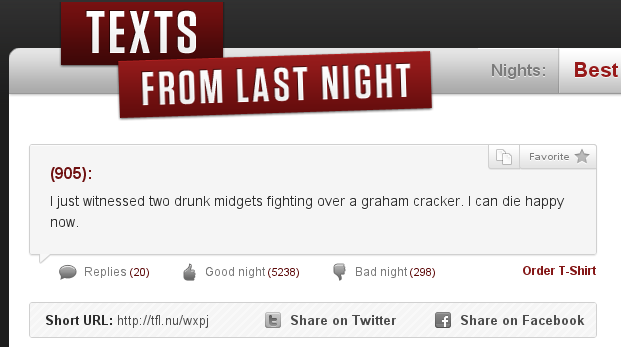 TEXTS
FROM LAST NIGHT
Nights:
Best
Favorite
(905):
I just witnessed two drunk midgets fighting over a graham cracker. I can die happy
now.
Replies (20)
Good night (5238)
Bad night (298)
Order T-Shirt
Short URL: http://tfl.nu/wxpj
Share on Twitter
Share on Facebook